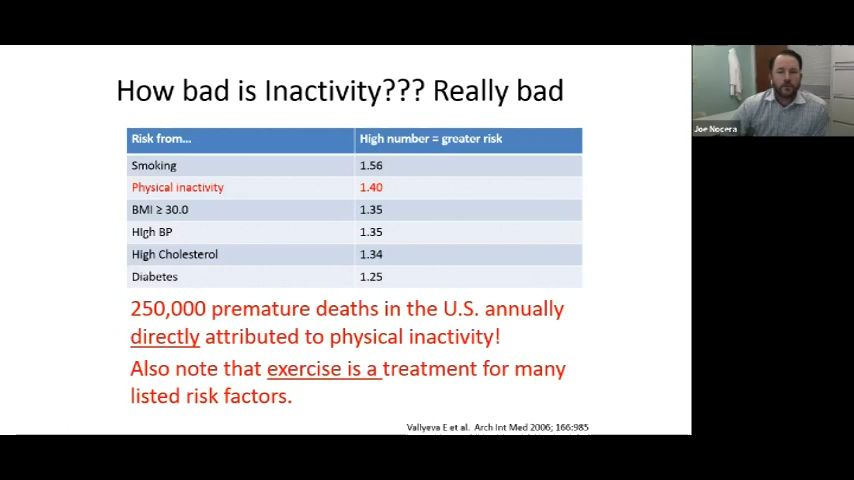 How bad is Inactivity??? Really bad
Risk from... High number = greater risk
Smoking 1.56
Physical inactivity 1.40
BMI ≥ 30.0 1.35
High BP 1.35
High Cholesterol 1.34
Diabetes 1.25
250,000 premature deaths in the U.S. annually
directly attributed to physical inactivity!
Also note that exercise is a treatment for many
listed risk factors.
Vallyeva E et al. Arch Int Med 2006; 166:985
Joe Nocera